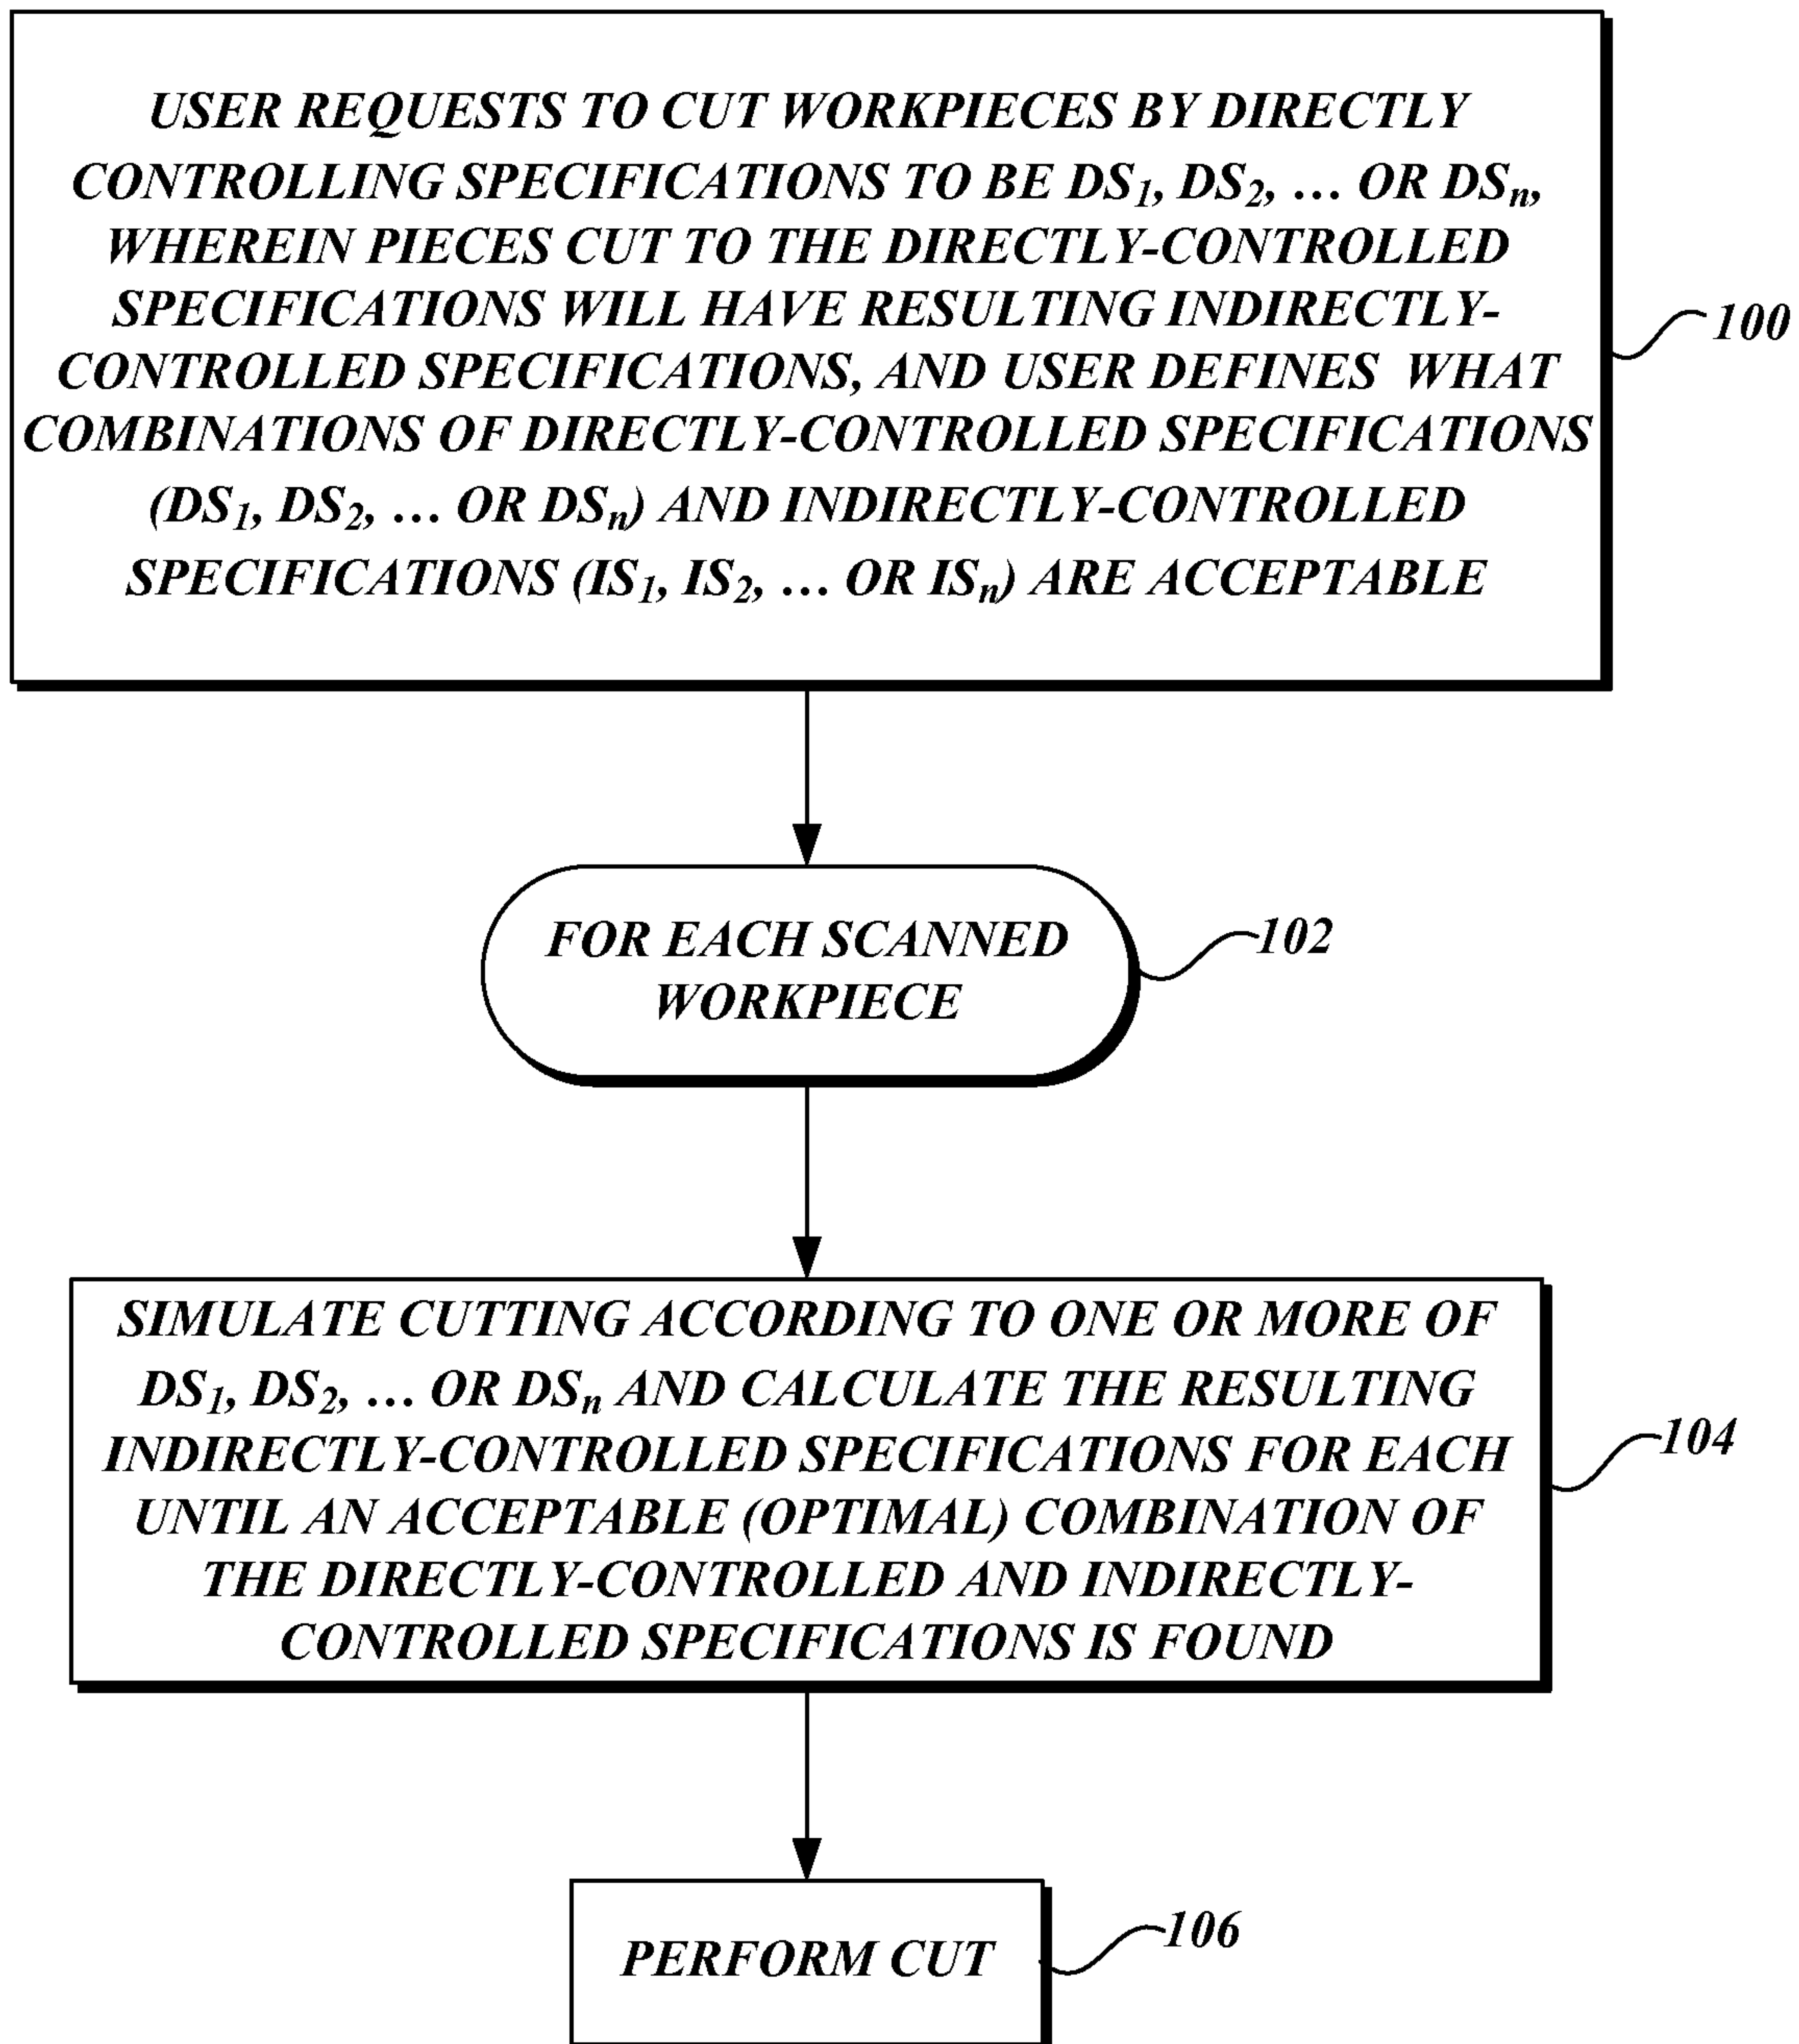 USER REQUESTS TO CUT WORKPIECES BY DIRECTLY
CONTROLLING SPECIFICATIONS TO BE DS₁, DS₂, … OR DSₙ,
WHEREIN PIECES CUT TO THE DIRECTLY-CONTROLLED
SPECIFICATIONS WILL HAVE RESULTING INDIRECTLY-
CONTROLLED SPECIFICATIONS, AND USER DEFINES WHAT
COMBINATIONS OF DIRECTLY-CONTROLLED SPECIFICATIONS
(DS₁, DS₂, … OR DSₙ) AND INDIRECTLY-CONTROLLED
SPECIFICATIONS (IS₁, IS₂, … OR ISₙ) ARE ACCEPTABLE
100
FOR EACH SCANNED
WORKPIECE
102
SIMULATE CUTTING ACCORDING TO ONE OR MORE OF
DS₁, DS₂, … OR DSₙ AND CALCULATE THE RESULTING
INDIRECTLY-CONTROLLED SPECIFICATIONS FOR EACH
UNTIL AN ACCEPTABLE (OPTIMAL) COMBINATION OF
THE DIRECTLY-CONTROLLED AND INDIRECTLY-
CONTROLLED SPECIFICATIONS IS FOUND
104
PERFORM CUT
106